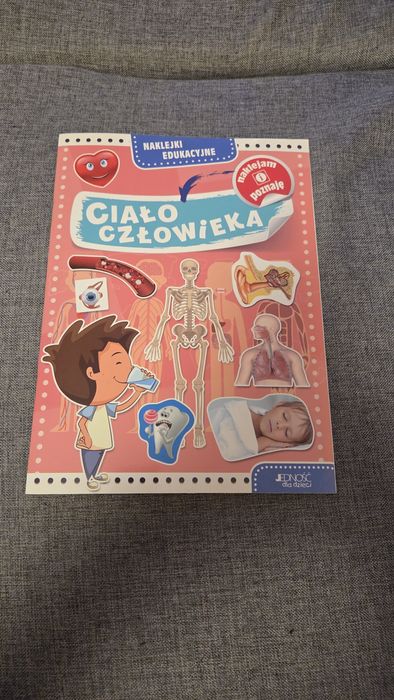 NAKLEJKI
EDUKACYJNE
naklejam
i
poznaję
CIAŁO
CZŁOWIEKA
JEDNOŚĆ
dla dzieci